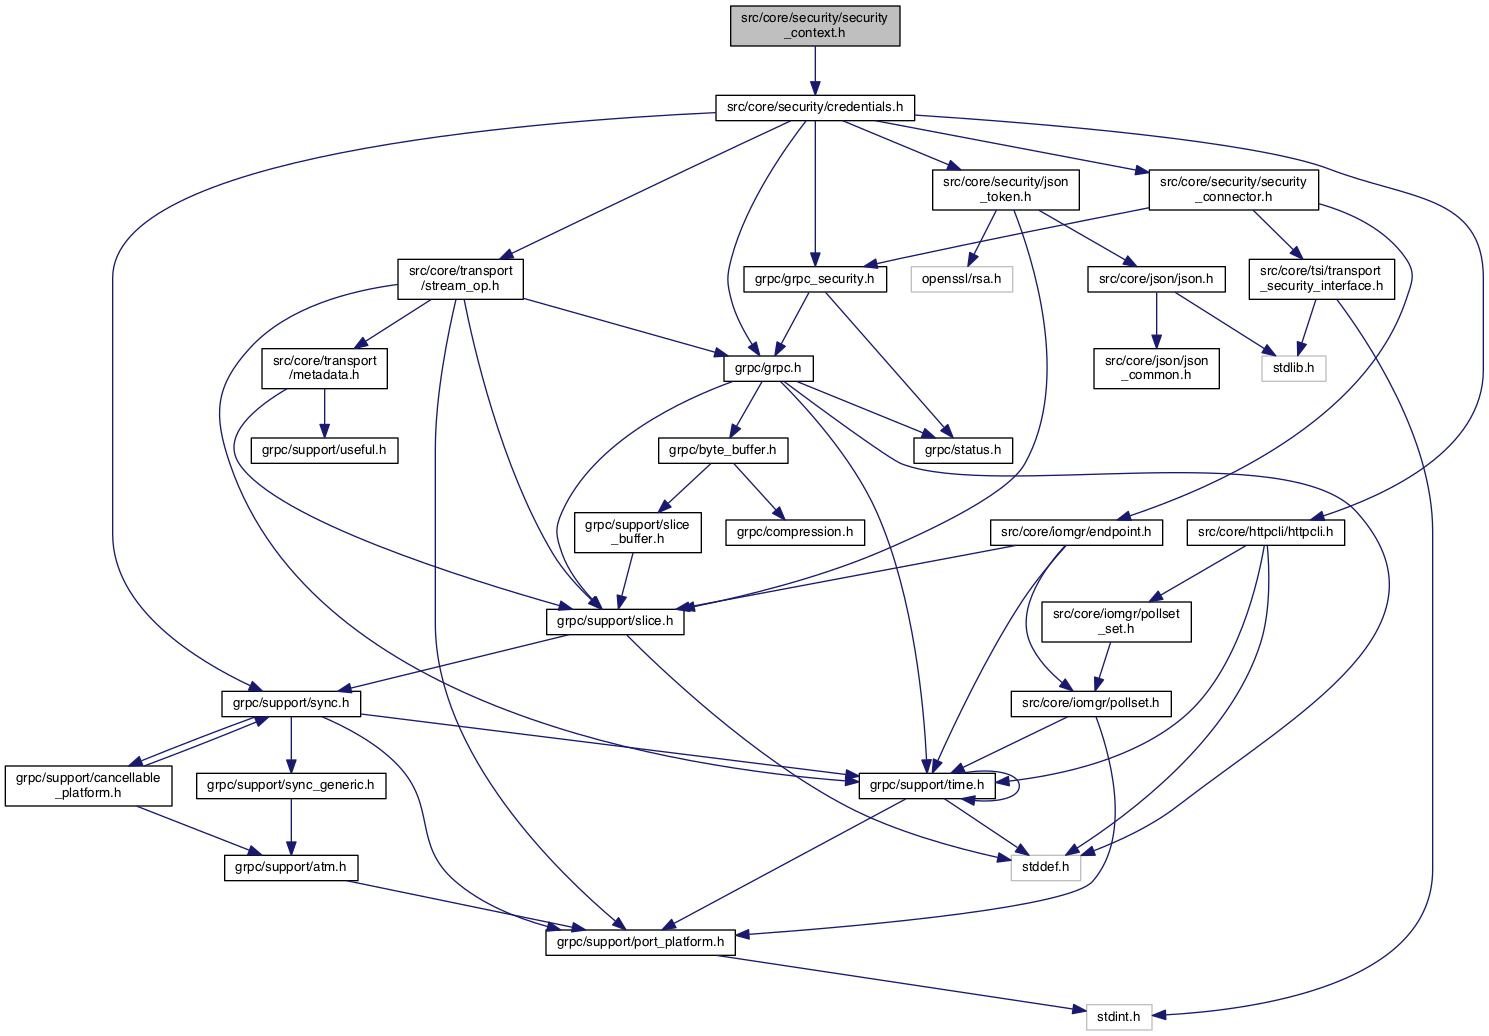 src/core/security/security
_context.h
src/core/security/credentials.h
src/core/security/json
_token.h
src/core/security/security
_connector.h
src/core/transport
/stream_op.h
grpc/grpc_security.h
openssl/rsa.h
src/core/json/json.h
src/core/tsi/transport
_security_interface.h
src/core/transport
/metadata.h
grpc/grpc.h
src/core/json/json
_common.h
stdlib.h
grpc/support/useful.h
grpc/byte_buffer.h
grpc/status.h
grpc/support/slice
_buffer.h
grpc/compression.h
src/core/iomgr/endpoint.h
src/core/httpcli/httpcli.h
grpc/support/slice.h
src/core/iomgr/pollset
_set.h
grpc/support/sync.h
src/core/iomgr/pollset.h
grpc/support/cancellable
_platform.h
grpc/support/sync_generic.h
grpc/support/time.h
grpc/support/atm.h
stddef.h
grpc/support/port_platform.h
stdint.h